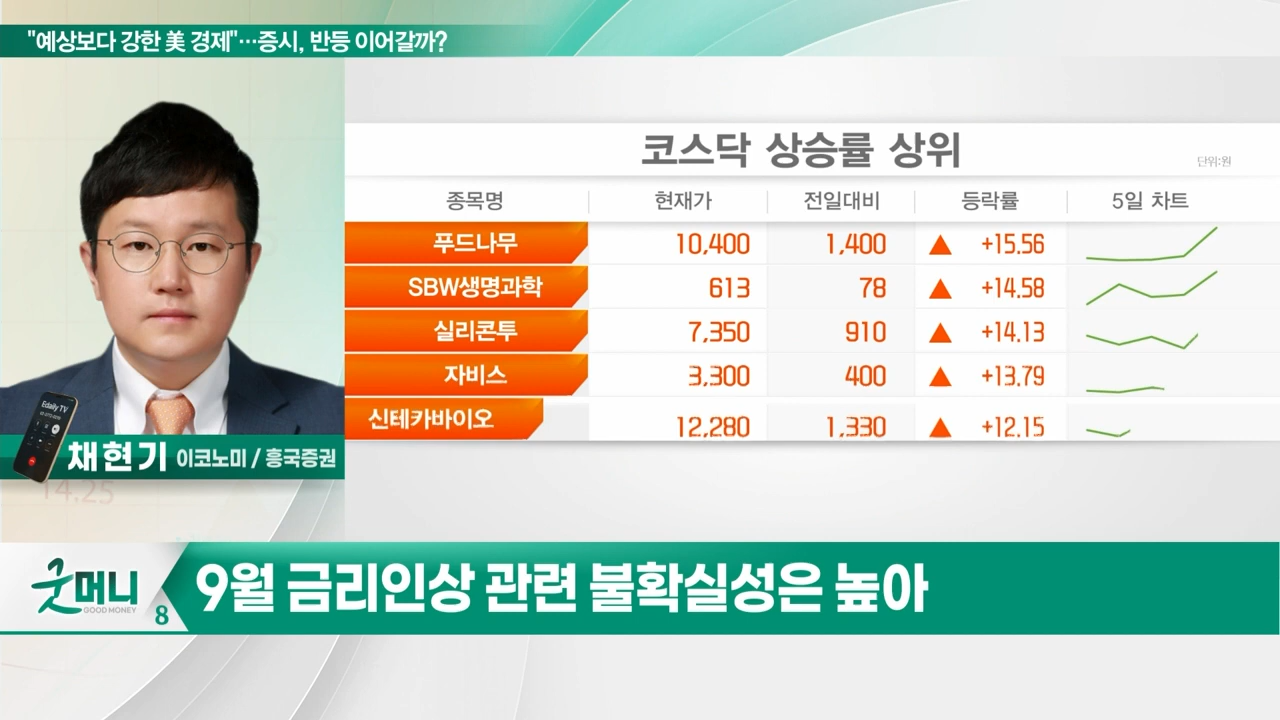 "예상보다 강한 美 경제"…증시, 반등 이어갈까?
코스닥 상승률 상위
단위:원
종목명 현재가 전일대비 등락률 5일 차트
푸드나무 10,400 1,400 ▲ +15.56
SBW생명과학 613 78 ▲ +14.58
실리콘투 7,350 910 ▲ +14.13
자비스 3,300 400 ▲ +13.79
신테카바이오 12,280 1,330 ▲ +12.15
Edaily TV
채현기 이코노미 / 흥국증권
14.25
굿머니
GOOD MONEY
8
9월 금리인상 관련 불확실성은 높아